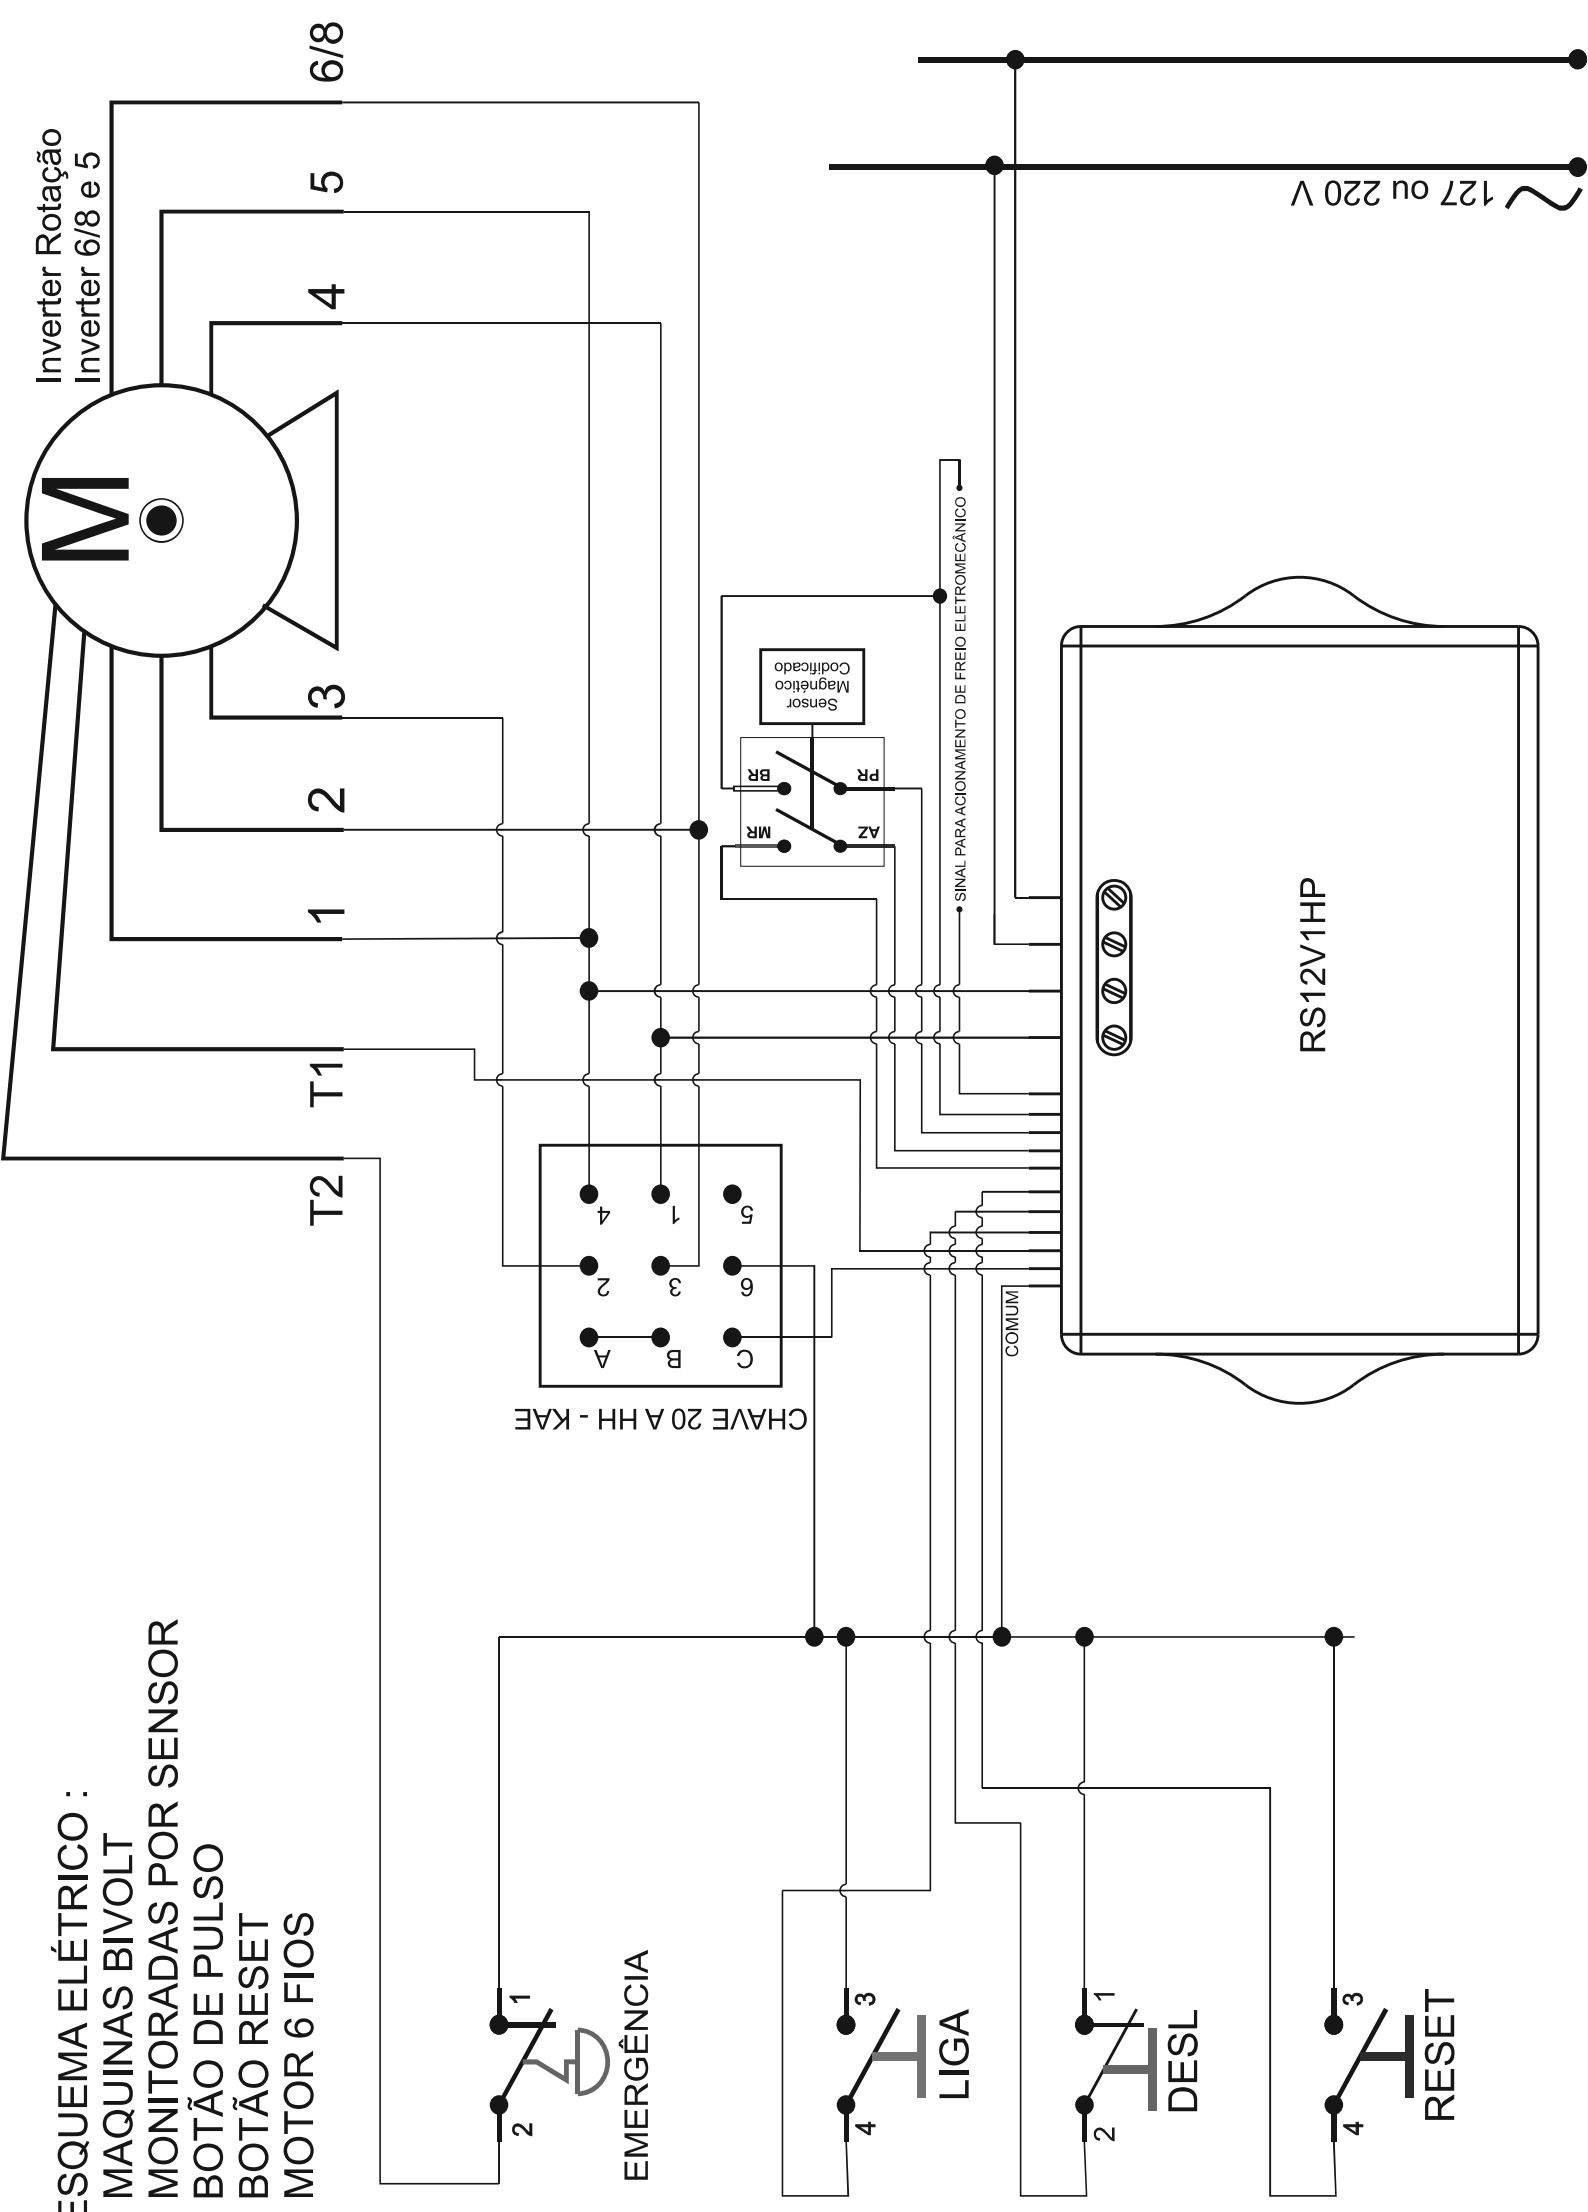 ESQUEMA ELÉTRICO :
MAQUINAS BIVOLT
MONITORADAS POR SENSOR
BOTÃO DE PULSO
BOTÃO RESET
MOTOR 6 FIOS
Inverter Rotação
Inverter 6/8 e 5
M
T2
T1
1
2
3
4
5
6/8
127 ou 220 V
Sensor
Magnético
Codificado
MR
BR
AZ
PR
SINAL PARA ACIONAMENTO DE FREIO ELETROMECÂNICO
RS12V1HP
COMUM
CHAVE 20 A HH - KAE
A
2
4
B
3
1
C
6
5
2
1
EMERGÊNCIA
4
3
LIGA
2
1
DESL
4
3
RESET